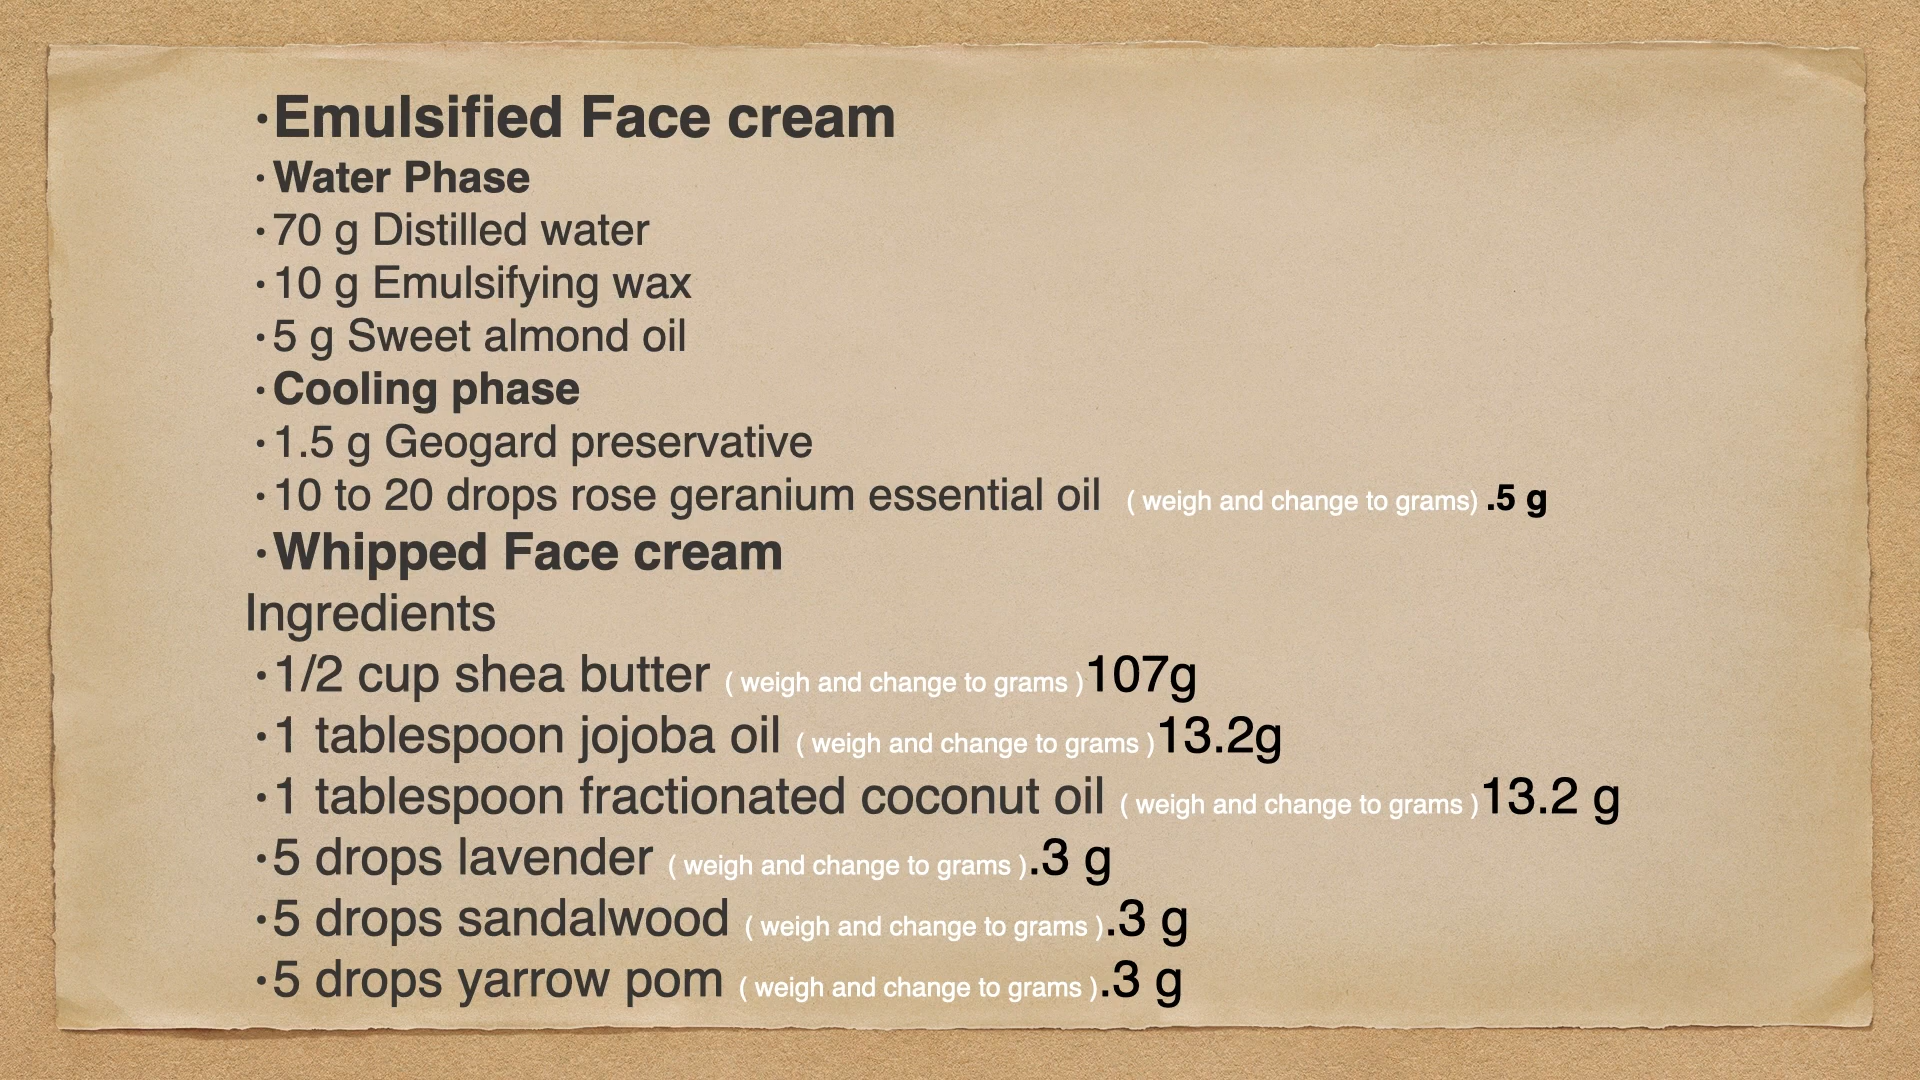 ·Emulsified Face cream
·Water Phase
·70 g Distilled water
·10 g Emulsifying wax
·5 g Sweet almond oil
·Cooling phase
·1.5 g Geogard preservative
·10 to 20 drops rose geranium essential oil ( weigh and change to grams) .5 g
·Whipped Face cream
Ingredients
·1/2 cup shea butter ( weigh and change to grams )107g
·1 tablespoon jojoba oil ( weigh and change to grams )13.2g
·1 tablespoon fractionated coconut oil ( weigh and change to grams )13.2 g
·5 drops lavender ( weigh and change to grams ).3 g
·5 drops sandalwood ( weigh and change to grams ).3 g
·5 drops yarrow pom ( weigh and change to grams ).3 g